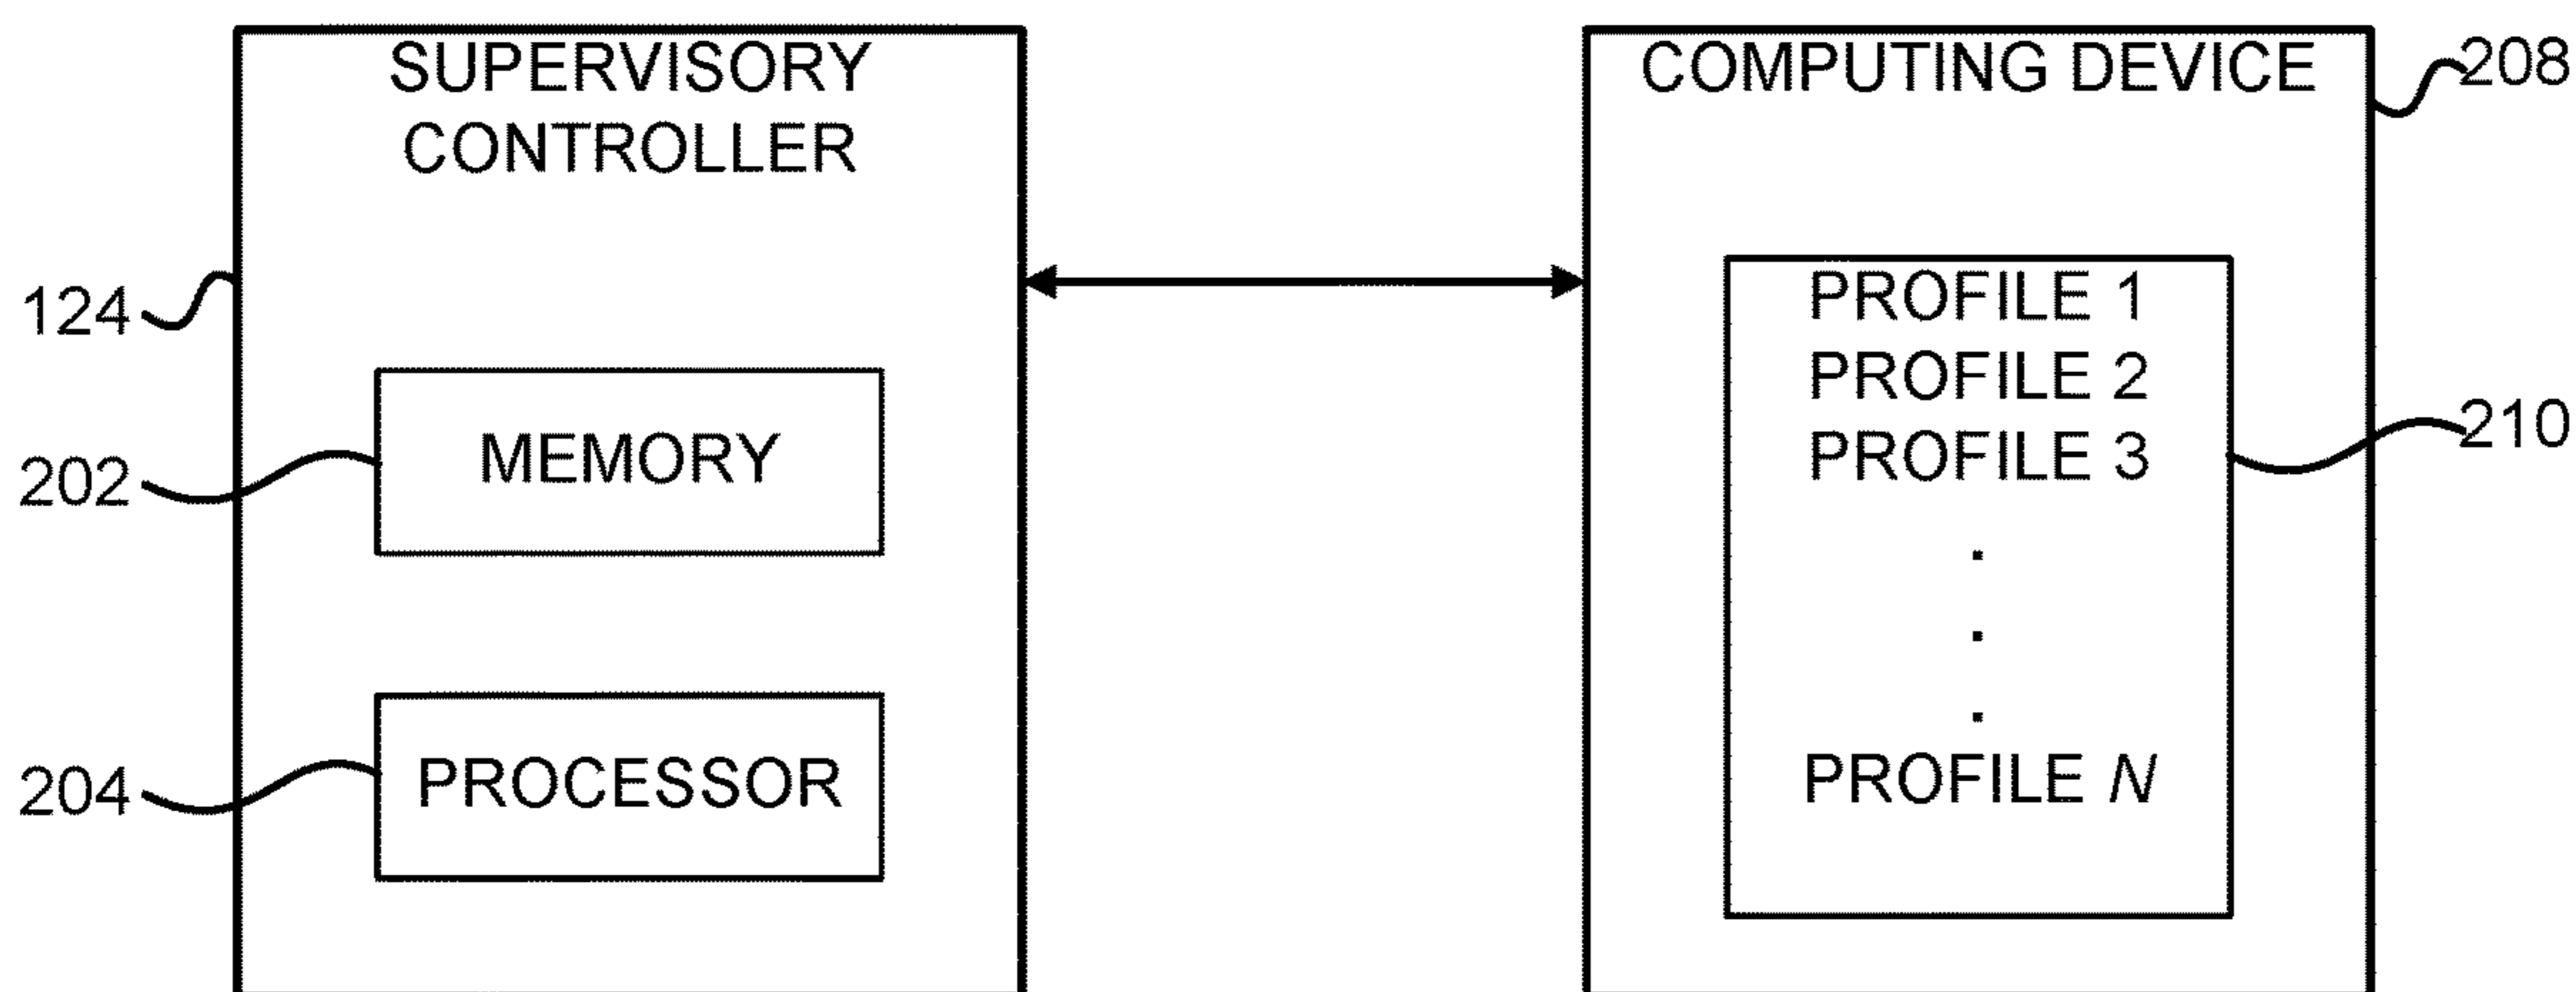 SUPERVISORY
CONTROLLER
124
MEMORY
202
PROCESSOR
204
COMPUTING DEVICE
208
PROFILE 1
PROFILE 2
PROFILE 3
.
.
.
PROFILE N
210